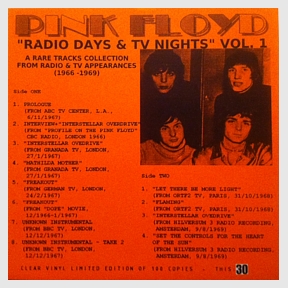 PINK FLOYD
"RADIO DAYS & TV NIGHTS" VOL. 1
A RARE TRACKS COLLECTION
FROM RADIO & TV APPEARANCES
(1966 -1969)
Side ONE
1. PROLOGUE
(FROM ABC TV CENTER, L.A.,
6/11/1967)
2. INTERVIEW+"INTERSTELLAR OVERDRIVE"
(FROM "PROFILE ON THE PINK FLOYD"
CBC RADIO, LONDON 1966)
3. "INTERSTELLAR OVERDRIVE"
(FROM GRANADA TV, LONDON,
27/1/1967)
4. "MATHILDA MOTHER"
(FROM GRANADA TV, LONDON,
27/1/1967)
5. "FREAKOUT"
(FROM GERMAN TV, LONDON,
24/2/1967)
6. "FREAKOUT"
(FROM "DOPE" MOVIE,
12/1966-1/1967)
7. UNKNOWN INSTRUMENTAL
(FROM BBC TV, LONDON,
12/12/1967)
8. UNKNOWN INSTRUMENTAL - TAKE 2
(FROM BBC TV, LONDON,
12/12/1967)
Side TWO
1. "LET THERE BE MORE LIGHT"
(FROM ORTF2 TV, PARIS, 31/10/1968)
2. "FLAMING"
(FROM ORTF2 TV, PARIS, 31/10/1968)
3. "INTERSTELLAR OVERDRIVE"
(FROM HILVERSUM 3 RADIO RECORDING,
AMSTERDAM, 9/8/1969)
4. "SET THE CONTROLS FOR THE HEART
OF THE SUN"
(FROM HILVERSUM 3 RADIO RECORDING,
AMSTERDAM, 9/8/1969)
CLEAR VINYL LIMITED EDITION OF 100 COPIES - THIS 30